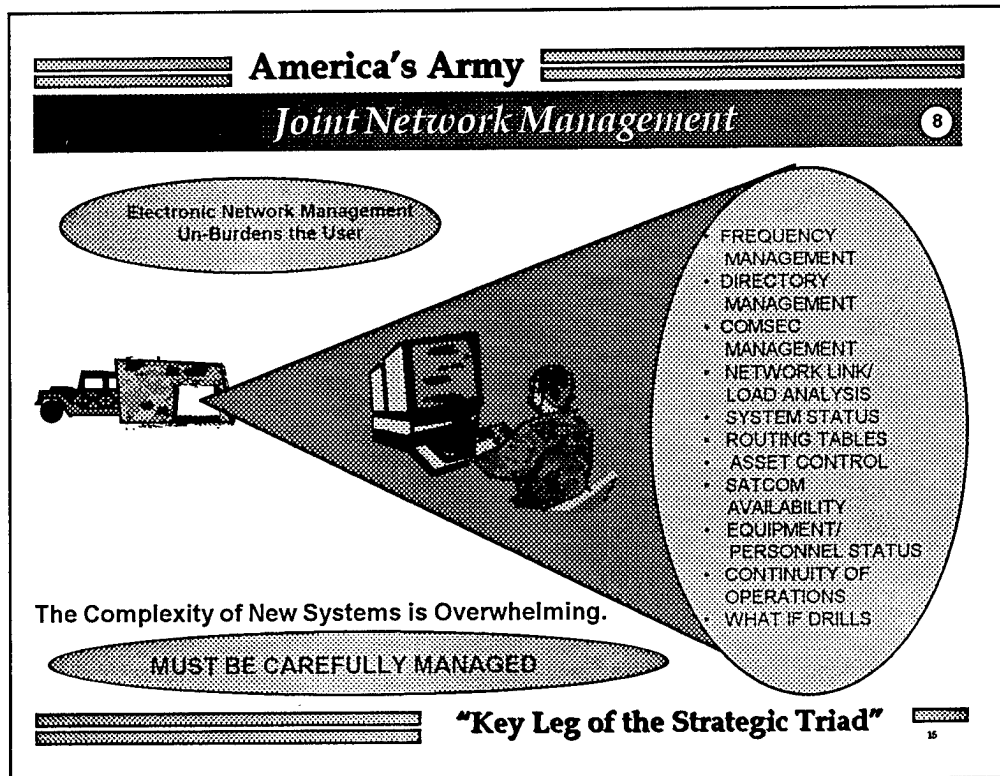 America's Army
Joint Network Management
8
Electronic Network Management
Un-Burdens the User
• FREQUENCY
MANAGEMENT
• DIRECTORY
MANAGEMENT
• COMSEC
MANAGEMENT
• NETWORK LINK/
LOAD ANALYSIS
• SYSTEM STATUS
• ROUTING TABLES
• ASSET CONTROL
• SATCOM
AVAILABILITY
• EQUIPMENT/
PERSONNEL STATUS
• CONTINUITY OF
OPERATIONS
• WHAT IF DRILLS
The Complexity of New Systems is Overwhelming.
MUST BE CAREFULLY MANAGED
"Key Leg of the Strategic Triad"
15